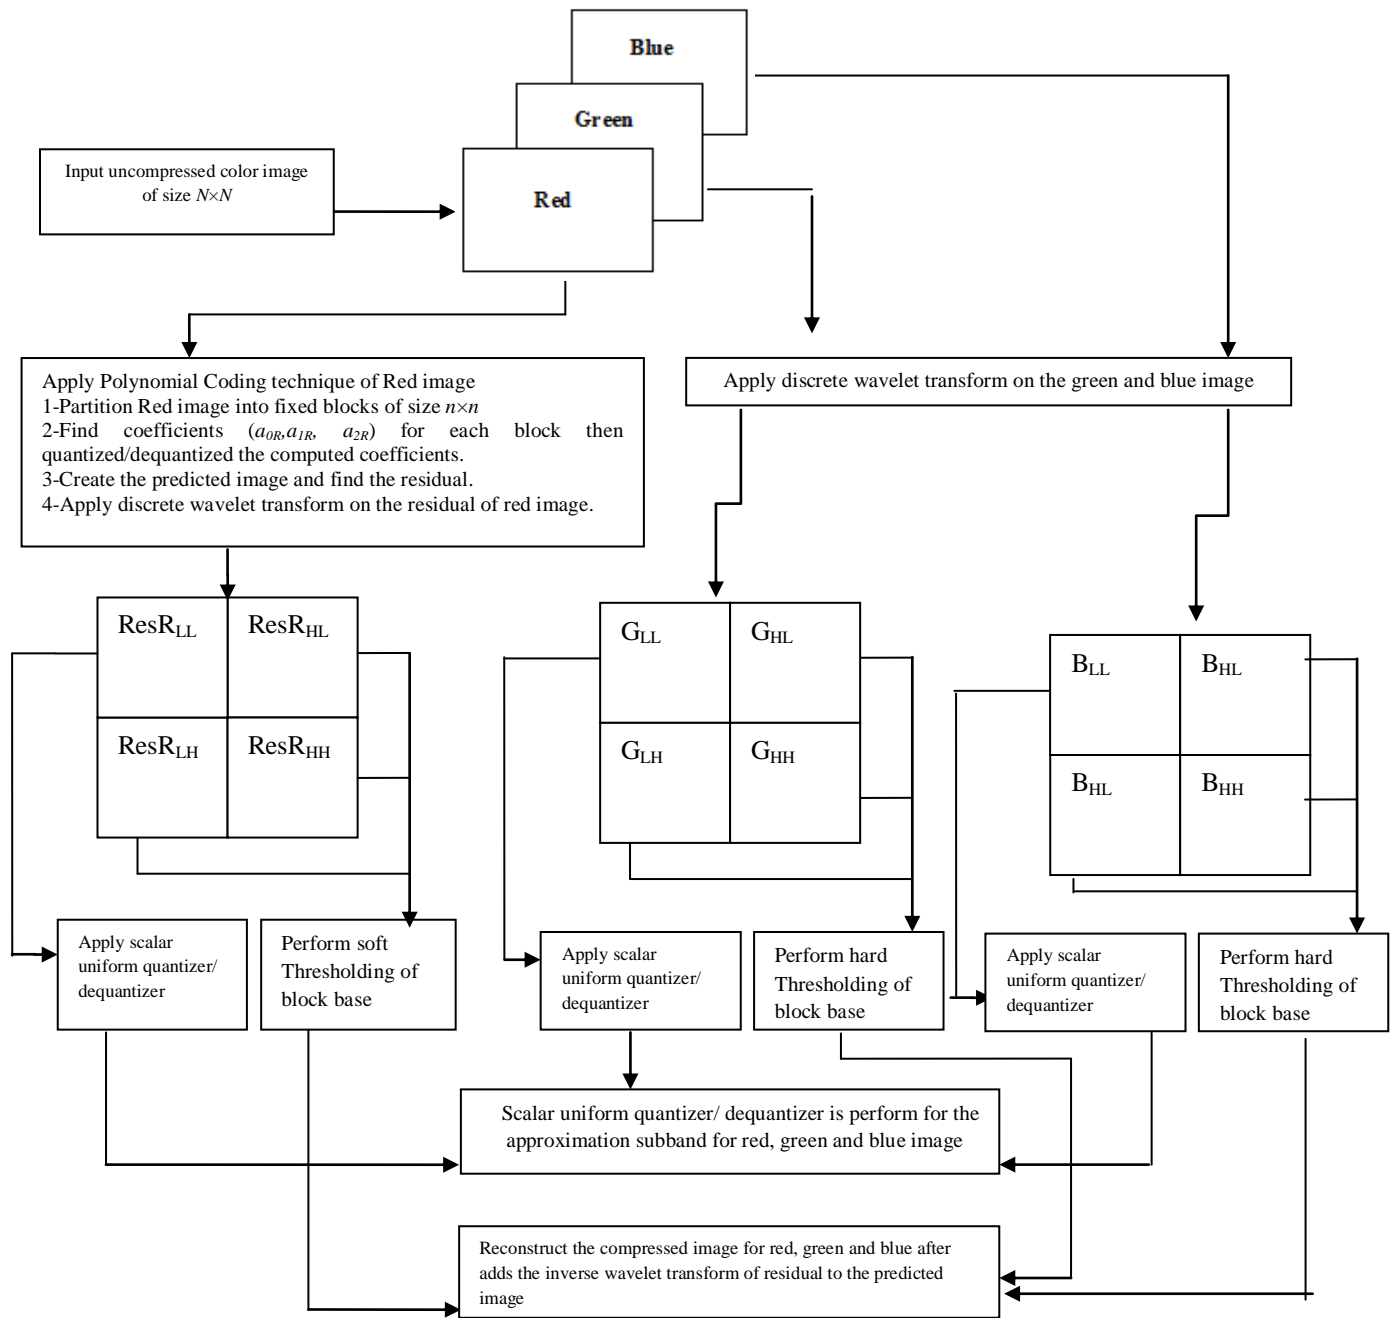 Blue
Green
Red
Input uncompressed color image
of size N×N
Apply Polynomial Coding technique of Red image
1-Partition Red image into fixed blocks of size n×n
2-Find coefficients (a0R,a1R, a2R) for each block then
quantized/dequantized the computed coefficients.
3-Create the predicted image and find the residual.
4-Apply discrete wavelet transform on the residual of red image.
Apply discrete wavelet transform on the green and blue image
ResRLL ResRHL
ResRLH ResRHH
GLL GHL
GLH GHH
BLL BHL
BHL BHH
Apply scalar
uniform quantizer/
dequantizer
Perform soft
Thresholding of
block base
Apply scalar
uniform quantizer/
dequantizer
Perform hard
Thresholding of
block base
Apply scalar
uniform quantizer/
dequantizer
Perform hard
Thresholding of
block base
Scalar uniform quantizer/ dequantizer is perform for the
approximation subband for red, green and blue image
Reconstruct the compressed image for red, green and blue after
adds the inverse wavelet transform of residual to the predicted
image